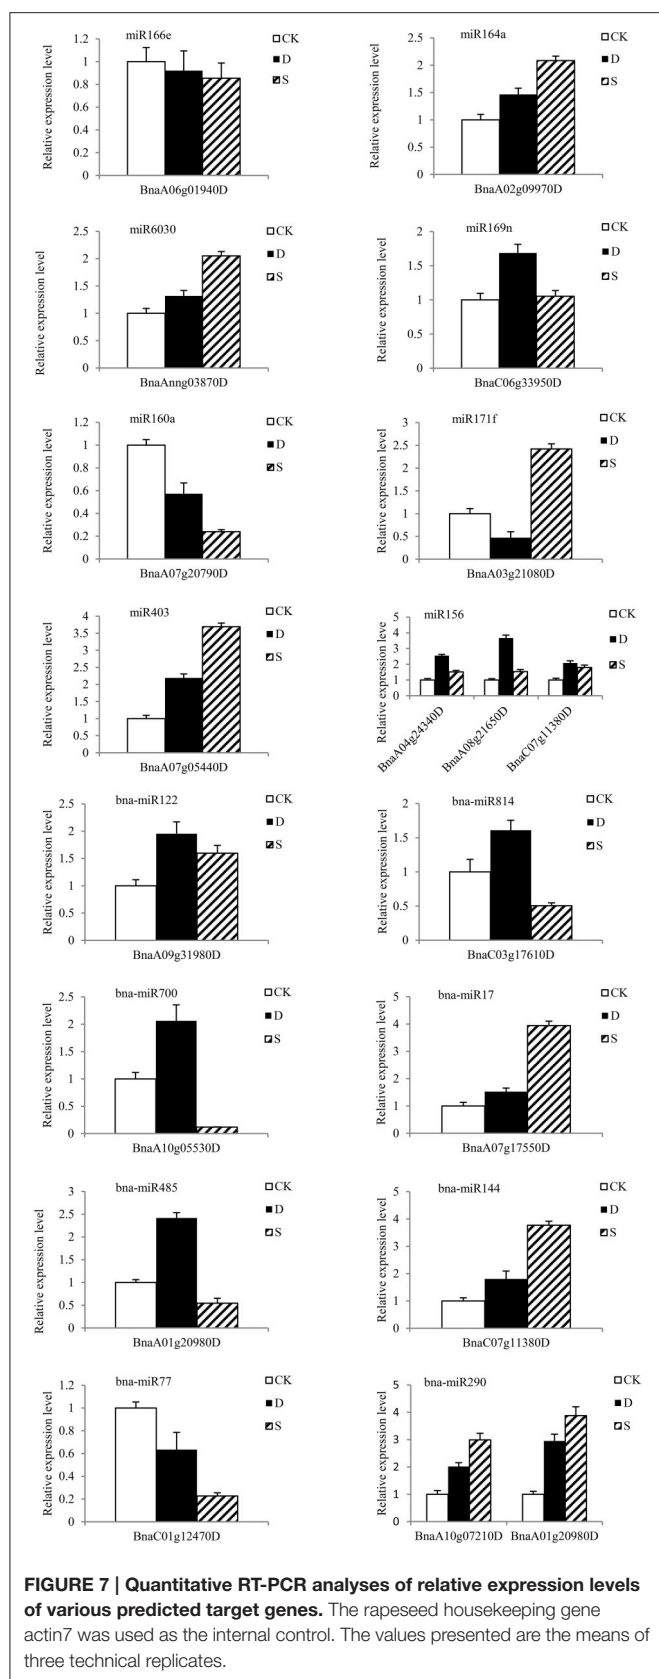 miR166e
CK
D
S
Relative expression level
1.2
1
0.8
0.6
0.4
0.2
0
BnaA06g01940D
miR164a
CK
D
S
Relative expression level
2.5
2
1.5
1
0.5
0
BnaA02g09970D
miR6030
CK
D
S
Relative expression level
2.5
2
1.5
1
0.5
0
BnaAnng03870D
miR169n
CK
D
S
Relative expression level
2
1.5
1
0.5
0
BnaC06g33950D
miR160a
CK
D
S
Relative expression level
1.2
1
0.8
0.6
0.4
0.2
0
BnaA07g20790D
miR171f
CK
D
S
Relative expression level
3
2.5
2
1.5
1
0.5
0
BnaA03g21080D
miR403
CK
D
S
Relative expression level
4
3.5
3
2.5
2
1.5
1
0.5
0
BnaA07g05440D
miR156
CK
D
S
Relative expression leve
5
4
3
2
1
0
BnaA04g24340D
BnaA08g21650D
BnaC07g11380D
bna-miR122
CK
D
S
Relative expression level
2.5
2
1.5
1
0.5
0
BnaA09g31980D
bna-miR814
CK
D
S
Relative expression level
2
1.5
1
0.5
0
BnaC03g17610D
bna-miR700
CK
D
S
Relative expression level
2.5
2
1.5
1
0.5
0
BnaA10g05530D
bna-miR17
CK
D
S
Relative expression level
5
4
3
2
1
0
BnaA07g17550D
bna-miR485
CK
D
S
Relative expression level
3
2.5
2
1.5
1
0.5
0
BnaA01g20980D
bna-miR144
CK
D
S
Relative expression level
5
4
3
2
1
0
BnaC07g11380D
bna-miR77
CK
D
S
Relative expression level
1.2
1
0.8
0.6
0.4
0.2
0
BnaC01g12470D
bna-miR290
CK
D
S
Relative expression level
5
4
3
2
1
0
BnaA10g07210D
BnaA01g20980D
FIGURE 7 | Quantitative RT-PCR analyses of relative expression levels
of various predicted target genes. The rapeseed housekeeping gene
actin7 was used as the internal control. The values presented are the means of
three technical replicates.